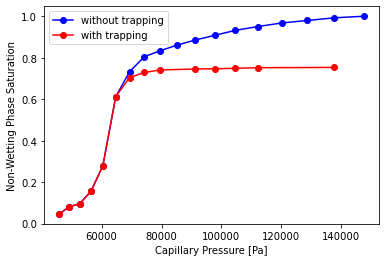 without trapping
with trapping
Non-Wetting Phase Saturation
1.0
0.8
0.6
0.4
0.2
0.0
60000 80000 100000 120000 140000
Capillary Pressure [Pa]